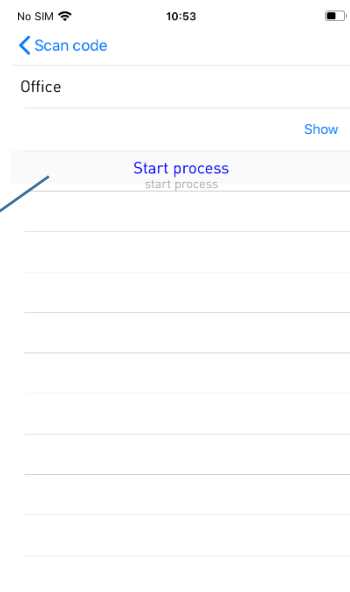 No SIM 10:53
Scan code
Office
Show
Start process
start process